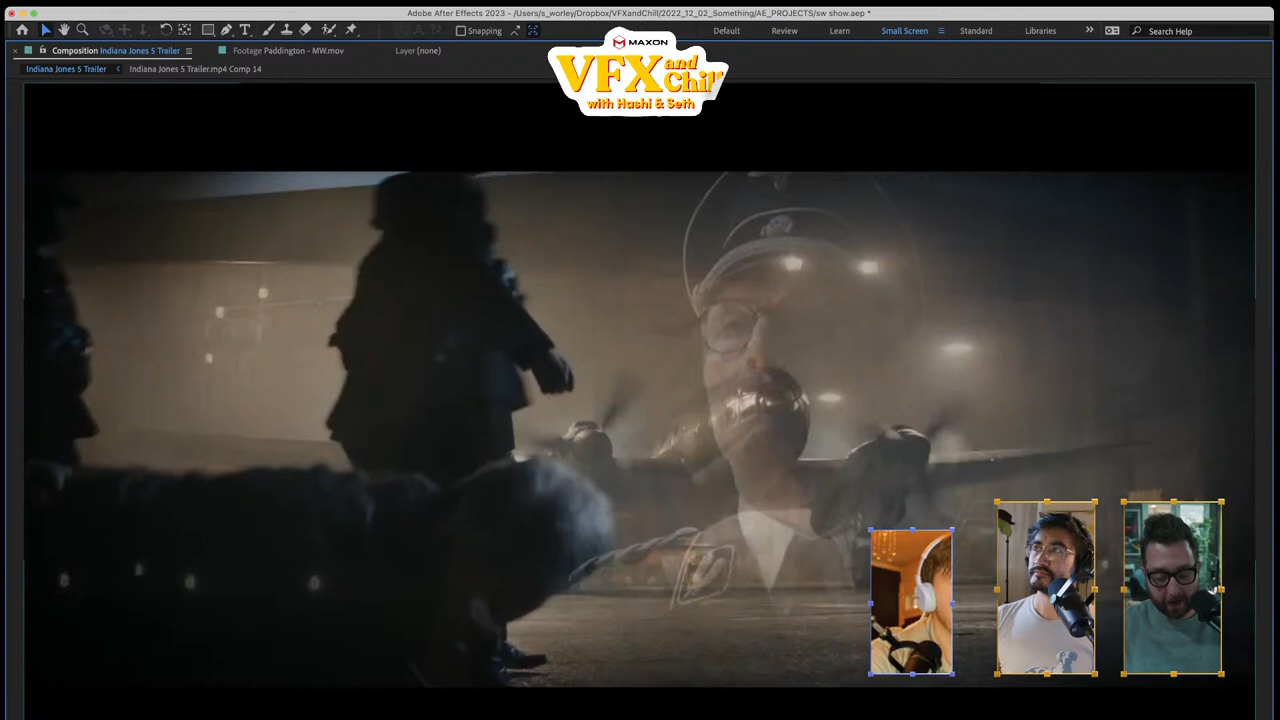 Adobe After Effects 2023 - /Users/s_worley/Dropbox/VFXandChill/2022_12_02_Something/AE_PROJECTS/sw show.aep *
Snapping
Default
Review
Learn
Small Screen
Standard
Libraries
Search Help
Composition Indiana Jones 5 Trailer
Footage Paddington - MW.mov
Layer (none)
Indiana Jones 5 Trailer
Indiana Jones 5 Trailer.mp4 Comp 14
MAXON
VFX and Chill
with Hashi & Seth